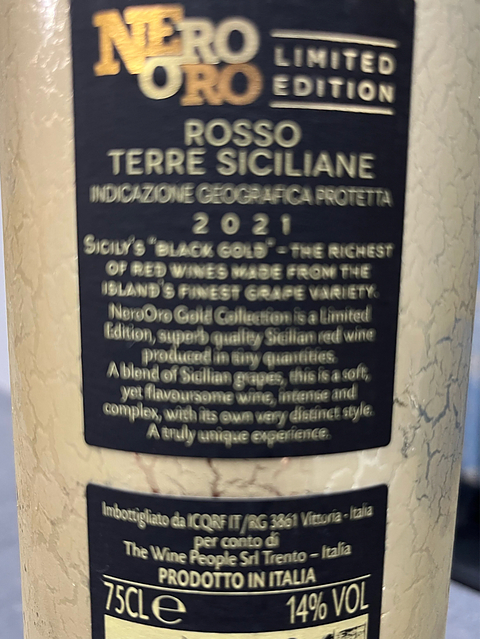 NERO LIMITED
ORO EDITION
ROSSO
TERRE SICILIANE
INDICAZIONE GEOGRAFICA PROTETTA
2021
SICILY'S "BLACK GOLD" - THE RICHEST
OF RED WINES MADE FROM THE
ISLAND'S FINEST GRAPE VARIETY.
NeroOro Gold Collection is a Limited
Edition, superb quality Sicilian red wine
produced in tiny quantities.
A blend of Sicilian grapes, this is a soft,
yet flavoursome wine, intense and
complex, with its own very distinct style.
A truly unique experience.
Imbottigliato da ICQRF IT/RG 3861 Vittoria - Italia
per conto di
The Wine People Srl Trento – Italia
PRODOTTO IN ITALIA
75CL e 14% VOL